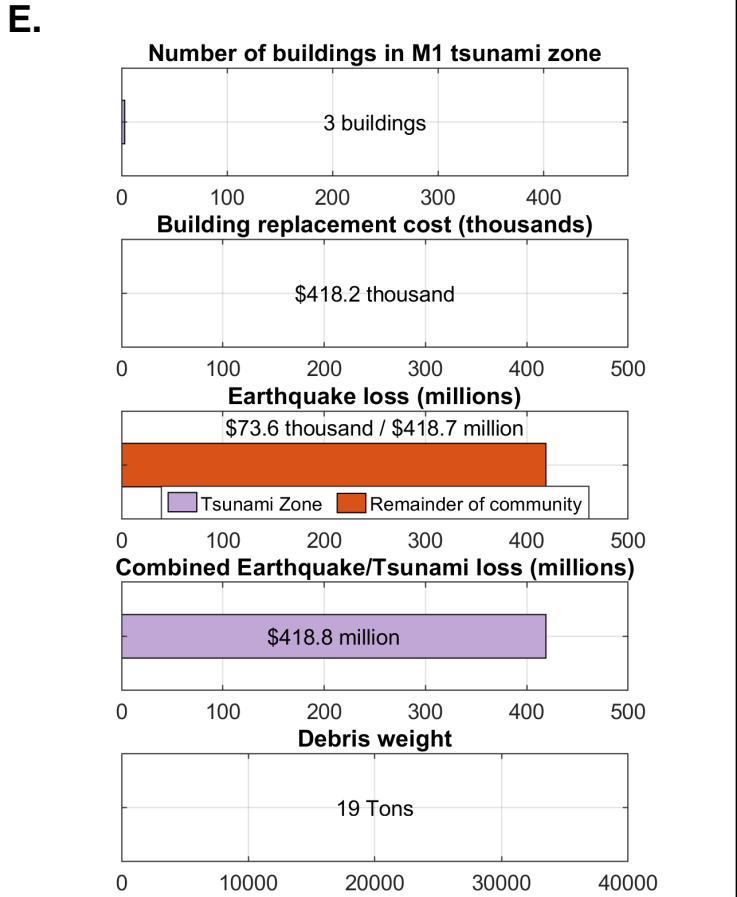 E.
Number of buildings in M1 tsunami zone
3 buildings
0 100 200 300 400
Building replacement cost (thousands)
$418.2 thousand
0 100 200 300 400 500
Earthquake loss (millions)
$73.6 thousand / $418.7 million
Tsunami Zone Remainder of community
0 100 200 300 400 500
Combined Earthquake/Tsunami loss (millions)
$418.8 million
0 100 200 300 400 500
Debris weight
19 Tons
0 10000 20000 30000 40000